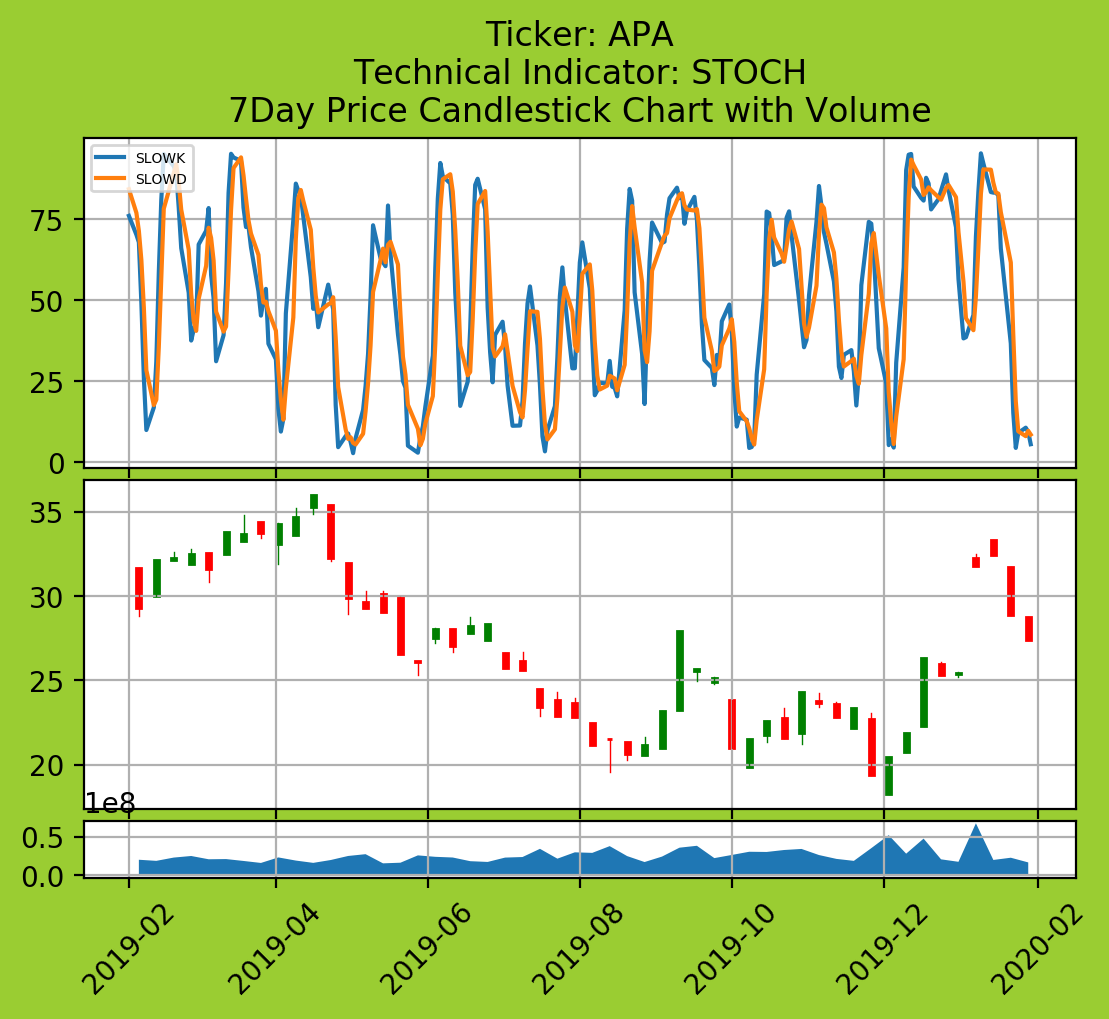 Ticker: APA
Technical Indicator: STOCH
7Day Price Candlestick Chart with Volume
SLOWK
SLOWD
75
50
25
0
35
30
25
20
1e8
0.5
0.0
2019-02
2019-04
2019-06
2019-08
2019-10
2019-12
2020-02